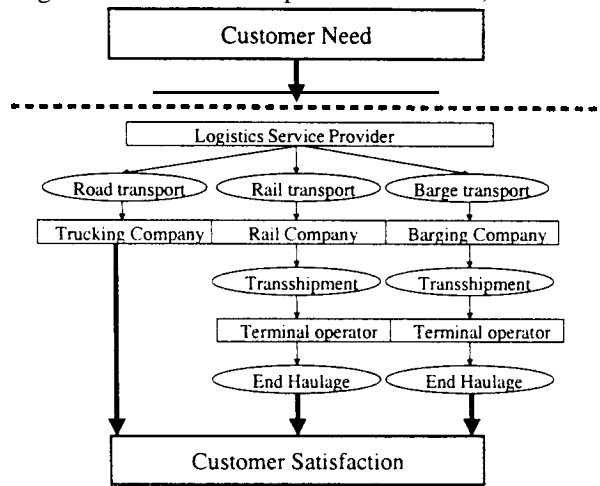 Customer Need
Logistics Service Provider
Road transport
Rail transport
Barge transport
Trucking Company
Rail Company
Barging Company
Transshipment
Transshipment
Terminal operator
Terminal operator
End Haulage
End Haulage
Customer Satisfaction